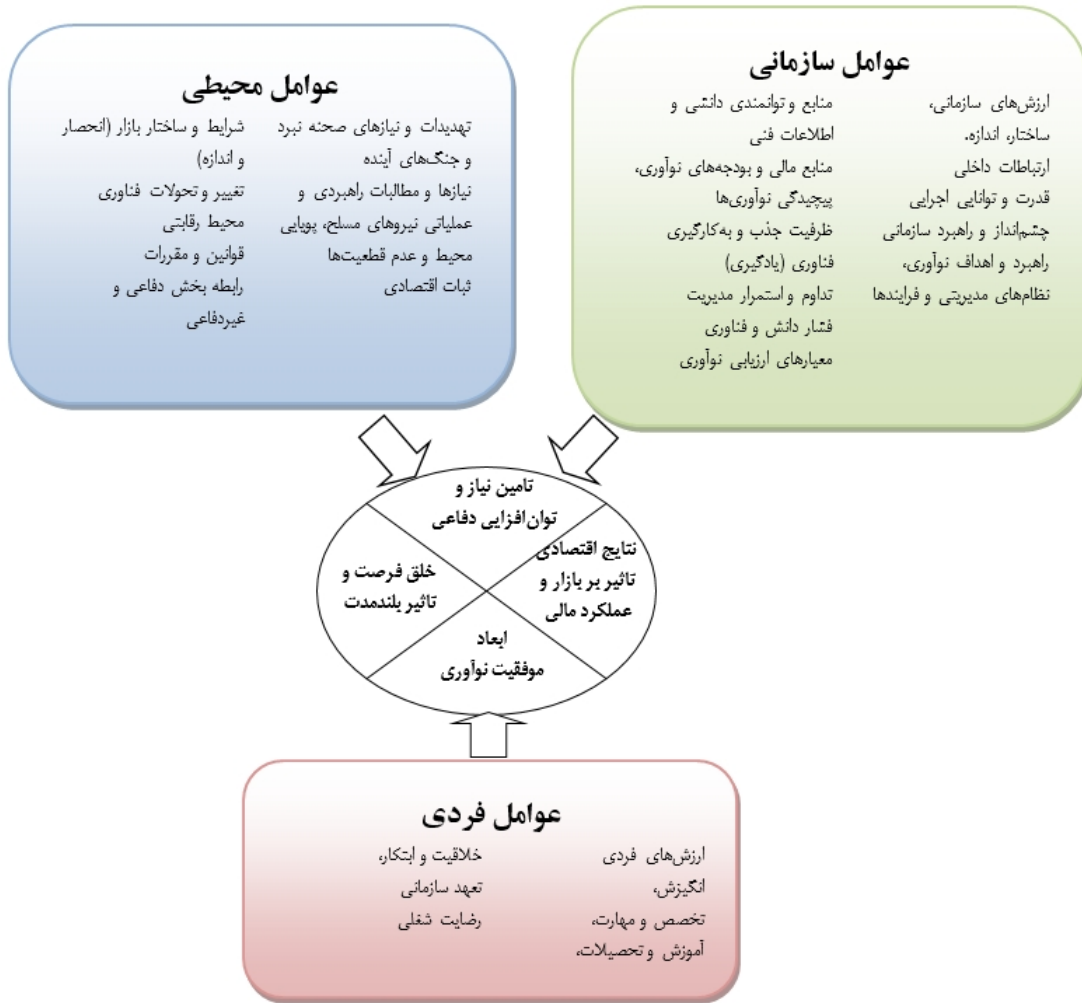 عوامل سازمانی
ارزش‌های سازمانی،
ساختار، اندازه.
ارتباطات داخلی
قدرت و توانایی اجرایی
چشم‌انداز و راهبرد سازمانی
راهبرد و اهداف نوآوری،
نظام‌های مدیریتی و فرایندها
منابع و توانمندی دانشی و
اطلاعات فنی
منابع مالی و بودجه‌های نوآوری،
پیچیدگی نوآوری‌ها
ظرفیت جذب و به‌کارگیری
فناوری (یادگیری)
تداوم و استمرار مدیریت
فشار دانش و فناوری
معیارهای ارزیابی نوآوری
عوامل محیطی
تهدیدات و نیازهای صحنه نبرد
و جنگ‌های آینده
نیازها و مطالبات راهبردی و
عملیاتی نیروهای مسلح، پویایی
محیط و عدم قطعیت‌ها
ثبات اقتصادی
شرایط و ساختار بازار (انحصار
و اندازه)
تغییر و تحولات فناوری
محیط رقابتی
قوانین و مقررات
رابطه بخش دفاعی و
غیردفاعی
تامین نیاز و
توان‌افزایی دفاعی
نتایج اقتصادی
تاثیر بر بازار و
عملکرد مالی
خلق فرصت و
تاثیر بلندمدت
ابعاد
موفقیت نوآوری
عوامل فردی
ارزش‌های فردی
انگیزش،
تخصص و مهارت،
آموزش و تحصیلات،
خلاقیت و ابتکار،
تعهد سازمانی
رضایت شغلی